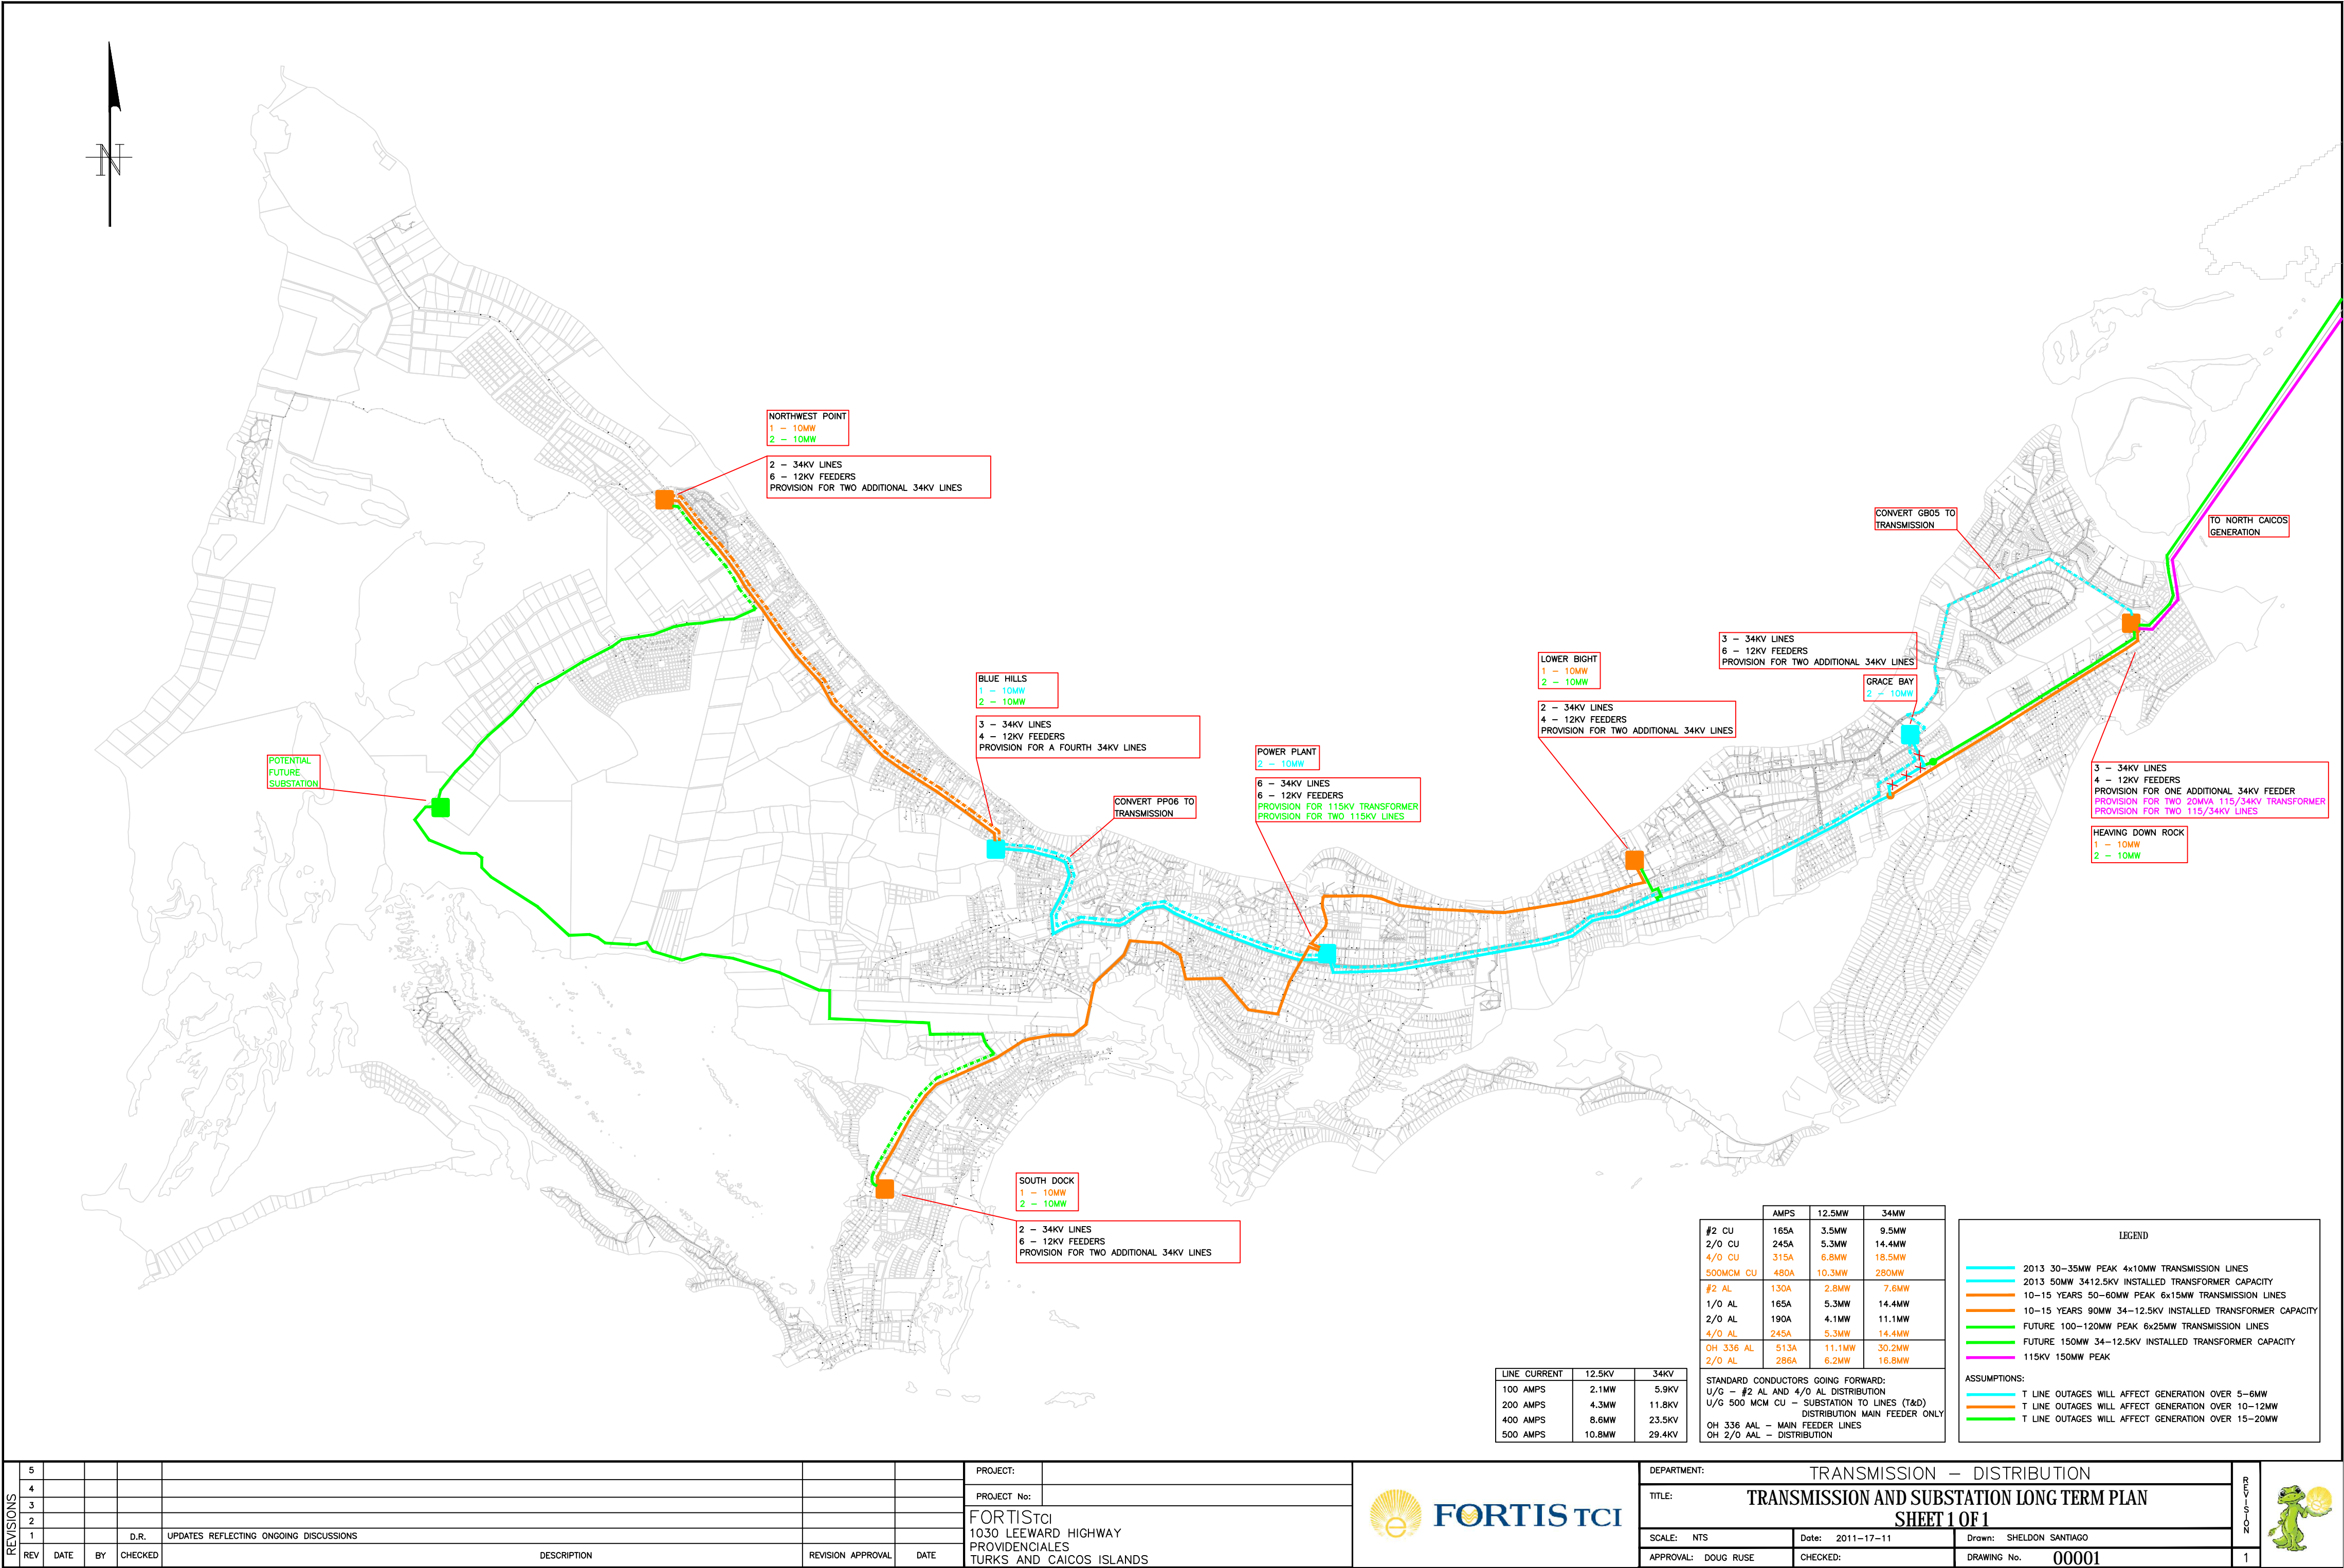 N
NORTHWEST POINT
1 – 10MW
2 – 10MW
2 – 34KV LINES
6 – 12KV FEEDERS
PROVISION FOR TWO ADDITIONAL 34KV LINES
CONVERT GB05 TO
TRANSMISSION
TO NORTH CAICOS
GENERATION
3 – 34KV LINES
6 – 12KV FEEDERS
PROVISION FOR TWO ADDITIONAL 34KV LINES
GRACE BAY
2 – 10MW
LOWER BIGHT
1 – 10MW
2 – 10MW
2 – 34KV LINES
4 – 12KV FEEDERS
PROVISION FOR TWO ADDITIONAL 34KV LINES
BLUE HILLS
1 – 10MW
2 – 10MW
3 – 34KV LINES
4 – 12KV FEEDERS
PROVISION FOR A FOURTH 34KV LINES
POTENTIAL
FUTURE
SUBSTATION
CONVERT PP06 TO
TRANSMISSION
POWER PLANT
2 – 10MW
6 – 34KV LINES
6 – 12KV FEEDERS
PROVISION FOR 115KV TRANSFORMER
PROVISION FOR TWO 115KV LINES
3 – 34KV LINES
4 – 12KV FEEDERS
PROVISION FOR ONE ADDITIONAL 34KV FEEDER
PROVISION FOR TWO 20MVA 115/34KV TRANSFORMER
PROVISION FOR TWO 115/34KV LINES
HEAVING DOWN ROCK
1 – 10MW
2 – 10MW
SOUTH DOCK
1 – 10MW
2 – 10MW
2 – 34KV LINES
6 – 12KV FEEDERS
PROVISION FOR TWO ADDITIONAL 34KV LINES
AMPS 12.5MW 34MW
#2 CU 165A 3.5MW 9.5MW
2/0 CU 245A 5.3MW 14.4MW
4/0 CU 315A 6.8MW 18.5MW
500MCM CU 480A 10.3MW 280MW
#2 AL 130A 2.8MW 7.6MW
1/0 AL 165A 5.3MW 14.4MW
2/0 AL 190A 4.1MW 11.1MW
4/0 AL 245A 5.3MW 14.4MW
OH 336 AL 513A 11.1MW 30.2MW
2/0 AL 286A 6.2MW 16.8MW
STANDARD CONDUCTORS GOING FORWARD:
U/G – #2 AL AND 4/0 AL DISTRIBUTION
U/G 500 MCM CU – SUBSTATION TO LINES (T&D)
DISTRIBUTION MAIN FEEDER ONLY
OH 336 AAL – MAIN FEEDER LINES
OH 2/0 AAL – DISTRIBUTION
LINE CURRENT 12.5KV 34KV
100 AMPS 2.1MW 5.9KV
200 AMPS 4.3MW 11.8KV
400 AMPS 8.6MW 23.5KV
500 AMPS 10.8MW 29.4KV
LEGEND
2013 30–35MW PEAK 4x10MW TRANSMISSION LINES
2013 50MW 3412.5KV INSTALLED TRANSFORMER CAPACITY
10–15 YEARS 50–60MW PEAK 6x15MW TRANSMISSION LINES
10–15 YEARS 90MW 34–12.5KV INSTALLED TRANSFORMER CAPACITY
FUTURE 100–120MW PEAK 6x25MW TRANSMISSION LINES
FUTURE 150MW 34–12.5KV INSTALLED TRANSFORMER CAPACITY
115KV 150MW PEAK
ASSUMPTIONS:
T LINE OUTAGES WILL AFFECT GENERATION OVER 5–6MW
T LINE OUTAGES WILL AFFECT GENERATION OVER 10–12MW
T LINE OUTAGES WILL AFFECT GENERATION OVER 15–20MW
REVISIONS
5
4
3
2
1 D.R. UPDATES REFLECTING ONGOING DISCUSSIONS
REV DATE BY CHECKED DESCRIPTION REVISION APPROVAL DATE
PROJECT:
PROJECT No:
FORTISTCI
1030 LEEWARD HIGHWAY
PROVIDENCIALES
TURKS AND CAICOS ISLANDS
e
FORTIS TCI
DEPARTMENT: TRANSMISSION – DISTRIBUTION
TITLE: TRANSMISSION AND SUBSTATION LONG TERM PLAN
SHEET 1 OF 1
SCALE: NTS Date: 2011–17–11 Drawn: SHELDON SANTIAGO
APPROVAL: DOUG RUSE CHECKED: DRAWING No. 00001
REVISION
1
e